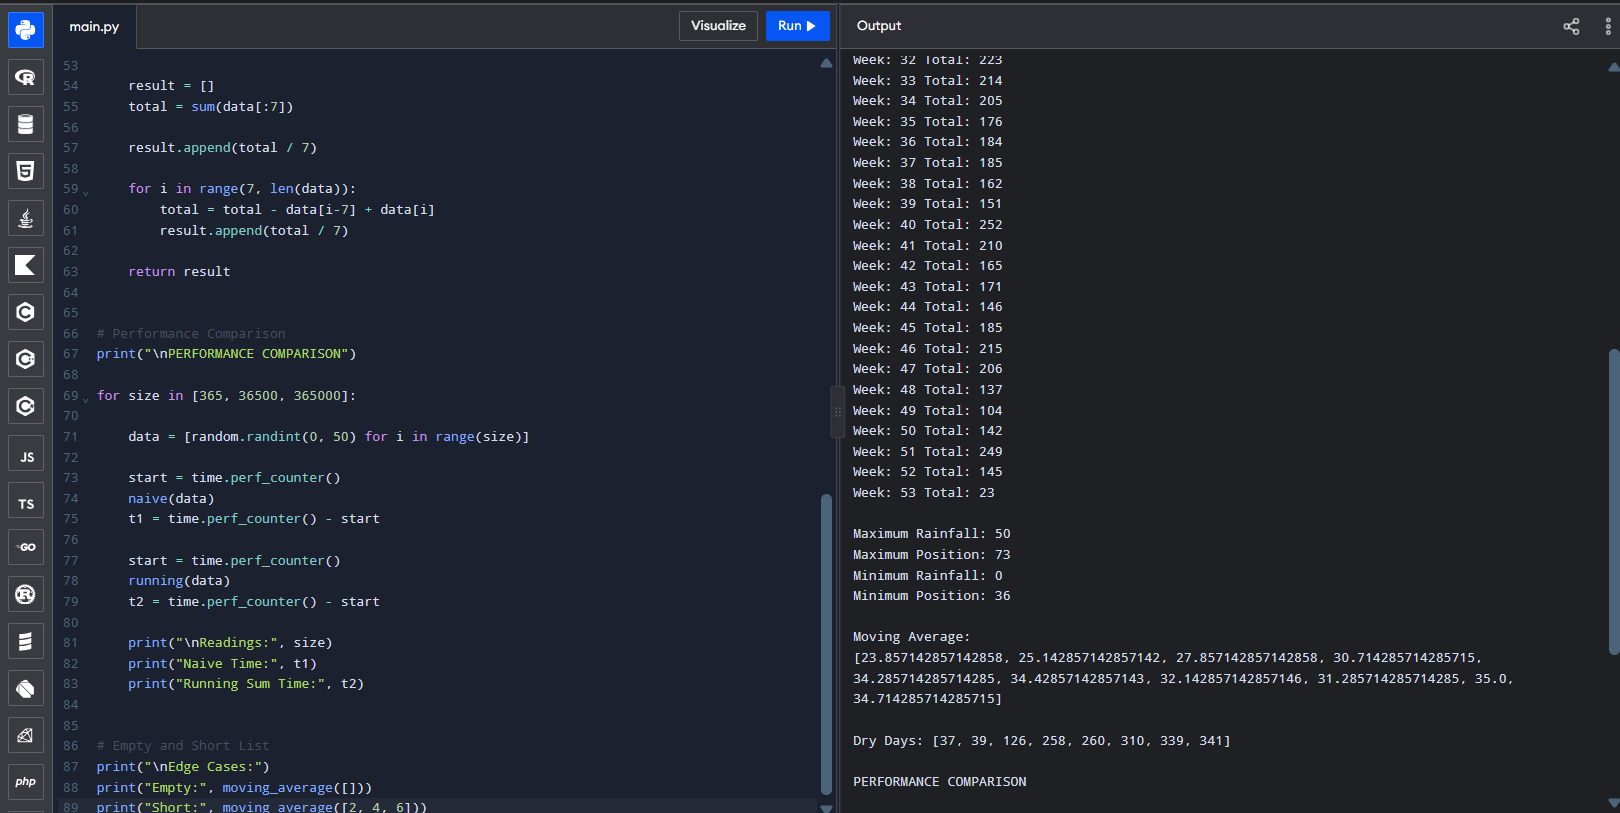 main.py
Visualize
Run
Output
JS
TS
GO
php
53
54 result = []
55 total = sum(data[:7])
56
57 result.append(total / 7)
58
59 for i in range(7, len(data)):
60 total = total - data[i-7] + data[i]
61 result.append(total / 7)
62
63 return result
64
65
66 # Performance Comparison
67 print("\nPERFORMANCE COMPARISON")
68
69 for size in [365, 36500, 365000]:
70
71 data = [random.randint(0, 50) for i in range(size)]
72
73 start = time.perf_counter()
74 naive(data)
75 t1 = time.perf_counter() - start
76
77 start = time.perf_counter()
78 running(data)
79 t2 = time.perf_counter() - start
80
81 print("\nReadings:", size)
82 print("Naive Time:", t1)
83 print("Running Sum Time:", t2)
84
85
86 # Empty and Short List
87 print("\nEdge Cases:")
88 print("Empty:", moving_average([]))
89 print("Short:", moving_average([2, 4, 6]))
Week: 32 Total: 223
Week: 33 Total: 214
Week: 34 Total: 205
Week: 35 Total: 176
Week: 36 Total: 184
Week: 37 Total: 185
Week: 38 Total: 162
Week: 39 Total: 151
Week: 40 Total: 252
Week: 41 Total: 210
Week: 42 Total: 165
Week: 43 Total: 171
Week: 44 Total: 146
Week: 45 Total: 185
Week: 46 Total: 215
Week: 47 Total: 206
Week: 48 Total: 137
Week: 49 Total: 104
Week: 50 Total: 142
Week: 51 Total: 249
Week: 52 Total: 145
Week: 53 Total: 23
Maximum Rainfall: 50
Maximum Position: 73
Minimum Rainfall: 0
Minimum Position: 36
Moving Average:
[23.857142857142858, 25.142857142857142, 27.857142857142858, 30.714285714285715,
34.285714285714285, 34.42857142857143, 32.142857142857146, 31.285714285714285, 35.0,
34.714285714285715]
Dry Days: [37, 39, 126, 258, 260, 310, 339, 341]
PERFORMANCE COMPARISON